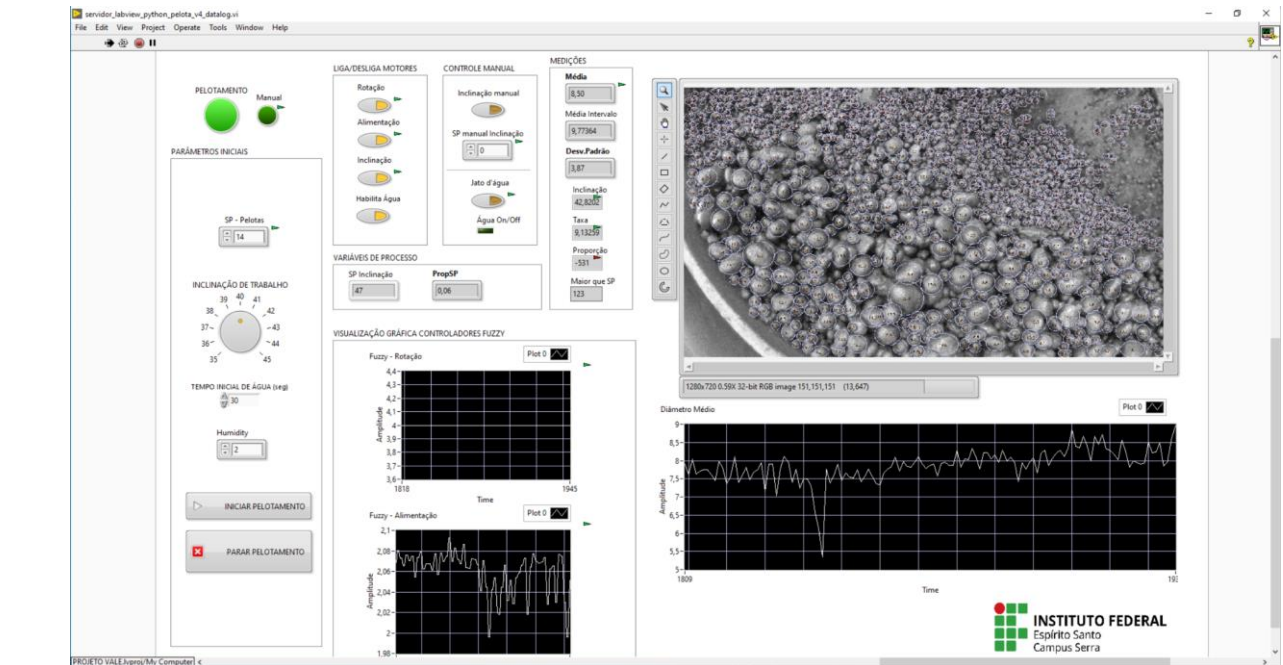 servidor_labview_python_pelota_v4_datalog.vi
File Edit View Project Operate Tools Window Help
PELOTAMENTO
Manual
PARÂMETROS INICIAIS
SP - Pelotas
14
INCLINAÇÃO DE TRABALHO
35 36 37 38 39 40 41 42 43 44 45
TEMPO INICIAL DE ÁGUA (seg)
30
Humidity
2
INICIAR PELOTAMENTO
PARAR PELOTAMENTO
LIGA/DESLIGA MOTORES
Rotação
Alimentação
Inclinação
Habilita Água
CONTROLE MANUAL
Inclinação manual
SP manual Inclinação
0
Jato d'água
Água On/Off
MEDIÇÕES
Média
8,50
Média Intervalo
9,77364
Desv.Padrão
3,87
Inclinação
42,8202
Taxa
9,13259
Proporção
-531
Maior que SP
123
VARIÁVEIS DE PROCESSO
SP Inclinação
47
PropSP
0,06
VISUALIZAÇÃO GRÁFICA CONTROLADORES FUZZY
Fuzzy - Rotação
Plot 0
Amplitude
4,4
4,3
4,2
4,1
4
3,9
3,8
3,7
3,6
1818
1945
Time
Fuzzy - Alimentação
Plot 0
Amplitude
2,1
2,08
2,06
2,04
2,02
2
1,98
1280x720 0.59X 32-bit RGB image 151,151,151 (13,647)
Diâmetro Médio
Plot 0
Amplitude
9
8,5
8
7,5
7
6,5
6
5,5
5
1809
Time
INSTITUTO FEDERAL
Espírito Santo
Campus Serra
PROJETO VALE.lvproj/My Computer